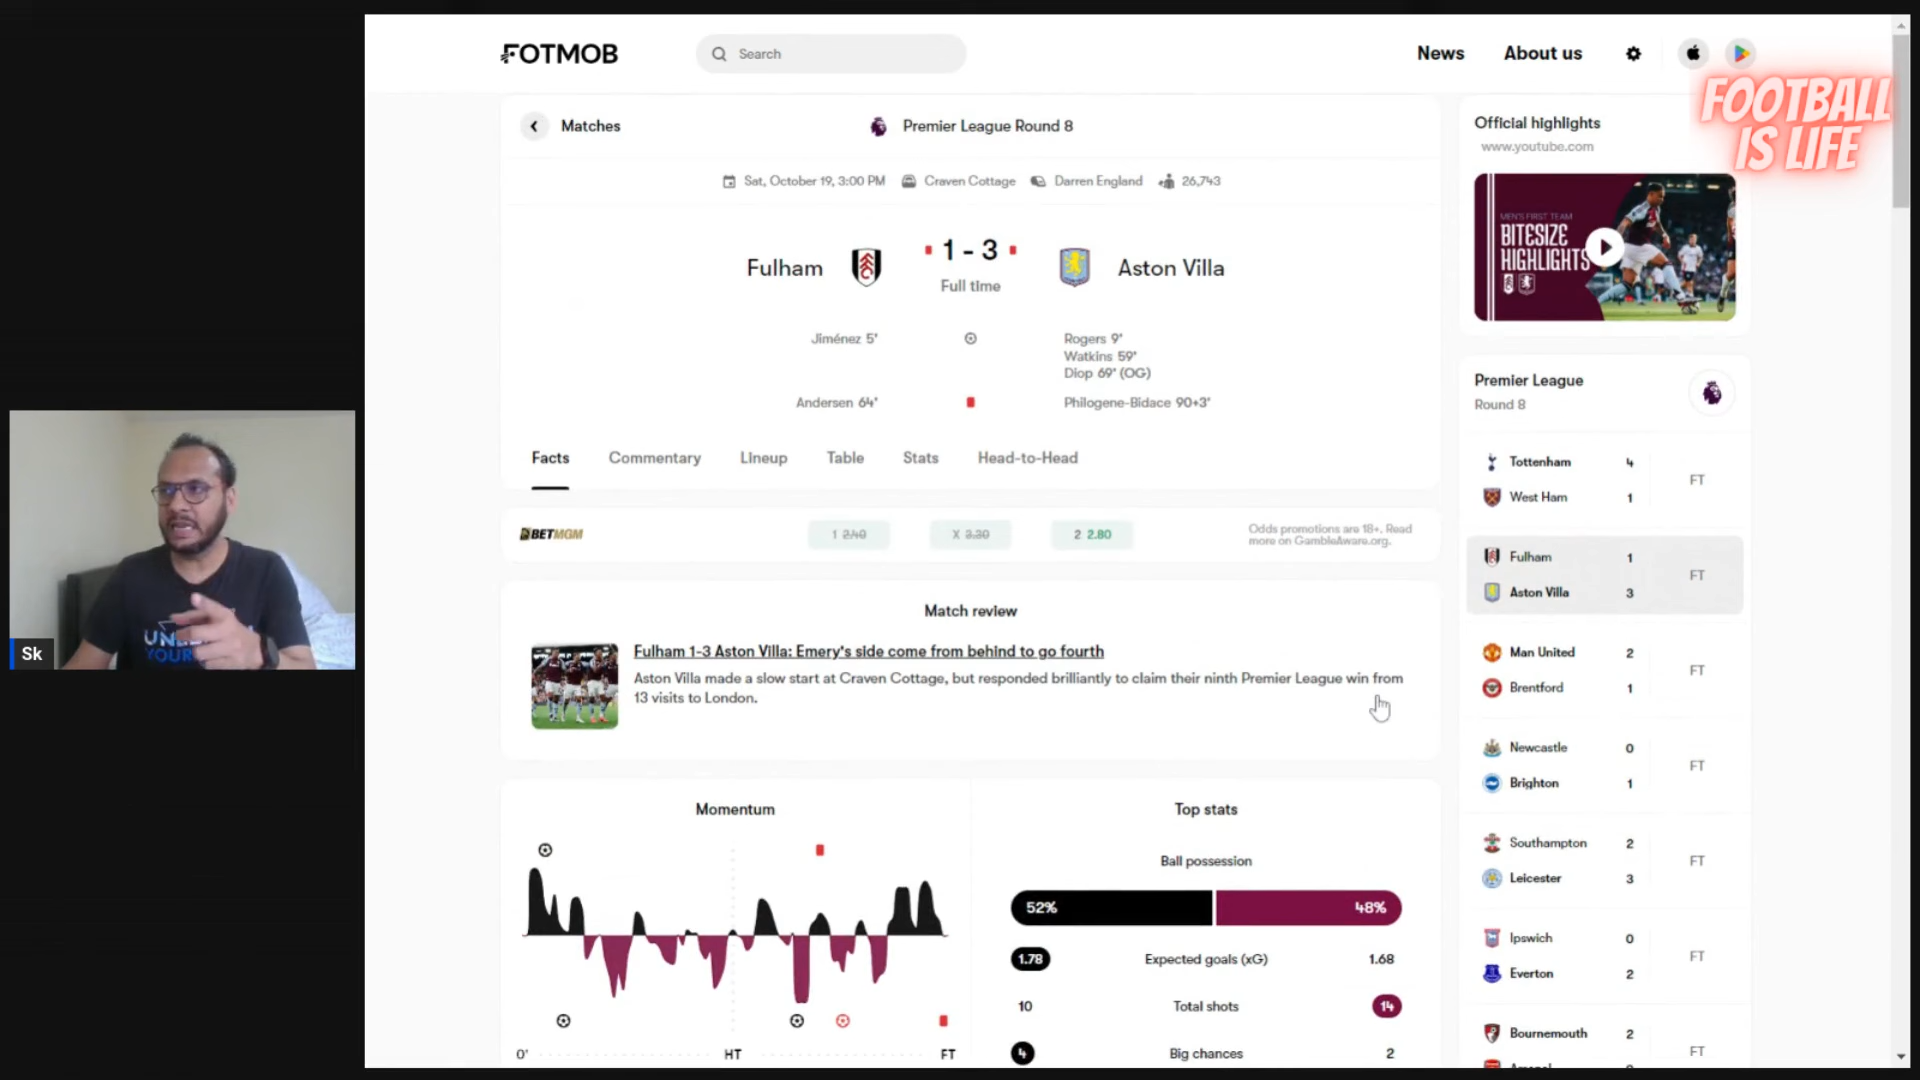 FOTMOB
Search
News
About us
FOOTBALL
IS LIFE
Matches
Premier League Round 8
Sat, October 19, 3:00 PM
Craven Cottage
Darren England
26,743
Fulham
1 - 3
Full time
Aston Villa
Jiménez 5'
Rogers 9'
Watkins 59'
Diop 69' (OG)
Andersen 64'
Philogene-Bidace 90+3'
Facts
Commentary
Lineup
Table
Stats
Head-to-Head
BETMGM
1 2.40
X 3.30
2 2.80
Odds promotions are 18+. Read
more on GambleAware.org.
Match review
Fulham 1-3 Aston Villa: Emery's side come from behind to go fourth
Aston Villa made a slow start at Craven Cottage, but responded brilliantly to claim their ninth Premier League win from
13 visits to London.
Momentum
0'
HT
FT
Top stats
Ball possession
52%
48%
1.78
Expected goals (xG)
1.68
10
Total shots
14
4
Big chances
2
Official highlights
www.youtube.com
MEN'S FIRST TEAM
BITESIZE
HIGHLIGHTS
Premier League
Round 8
Tottenham 4
FT
West Ham 1
Fulham 1
FT
Aston Villa 3
Man United 2
FT
Brentford 1
Newcastle 0
FT
Brighton 1
Southampton 2
FT
Leicester 3
Ipswich 0
FT
Everton 2
Bournemouth 2
FT
Sk
YOUR